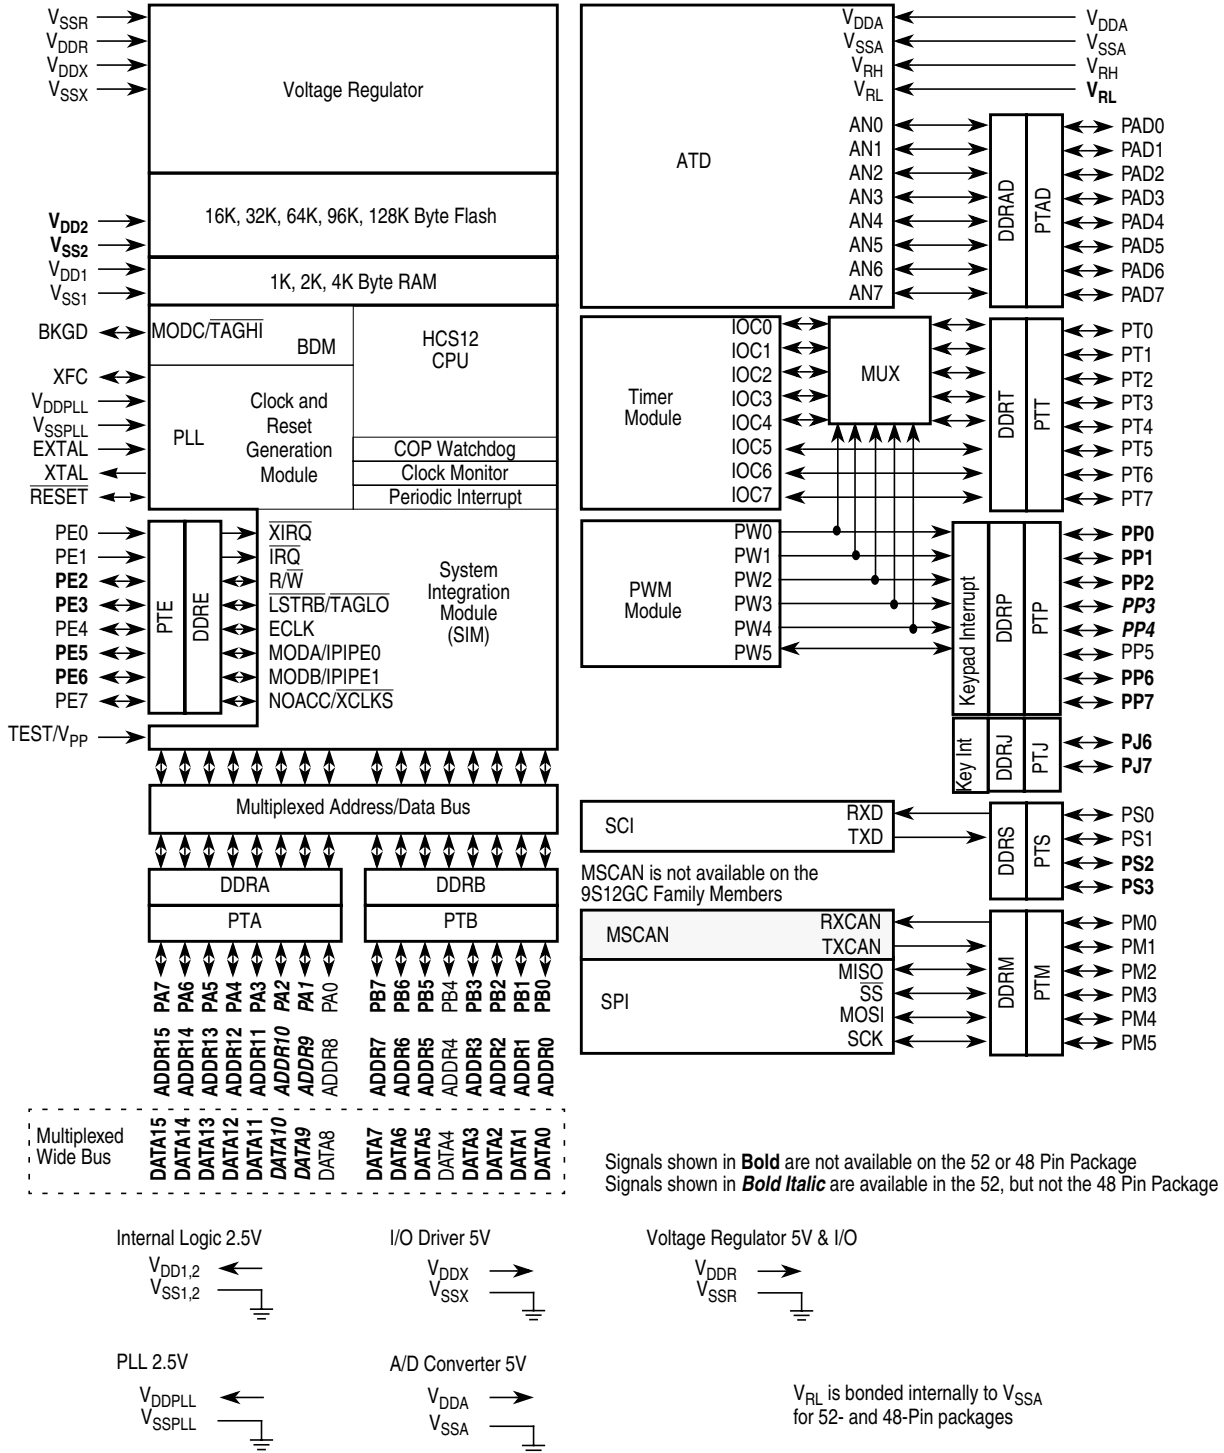 VSSR
VDDR
VDDX
VSSX
Voltage Regulator
16K, 32K, 64K, 96K, 128K Byte Flash
VDD2
VSS2
VDD1
VSS1
1K, 2K, 4K Byte RAM
BKGD
MODC/TAGHI
BDM
HCS12
CPU
XFC
VDDPLL
VSSPLL
EXTAL
XTAL
RESET
PLL
Clock and
Reset
Generation
Module
COP Watchdog
Clock Monitor
Periodic Interrupt
PE0
PE1
PE2
PE3
PE4
PE5
PE6
PE7
PTE
DDRE
XIRQ
IRQ
R/W
LSTRB/TAGLO
ECLK
MODA/IPIPE0
MODB/IPIPE1
NOACC/XCLKS
System
Integration
Module
(SIM)
TEST/VPP
Multiplexed Address/Data Bus
DDRA
DDRB
PTA
PTB
PA7
PA6
PA5
PA4
PA3
PA2
PA1
PA0
PB7
PB6
PB5
PB4
PB3
PB2
PB1
PB0
ADDR15
ADDR14
ADDR13
ADDR12
ADDR11
ADDR10
ADDR9
ADDR8
ADDR7
ADDR6
ADDR5
ADDR4
ADDR3
ADDR2
ADDR1
ADDR0
Multiplexed
Wide Bus
DATA15
DATA14
DATA13
DATA12
DATA11
DATA10
DATA9
DATA8
DATA7
DATA6
DATA5
DATA4
DATA3
DATA2
DATA1
DATA0
ATD
VDDA
VSSA
VRH
VRL
VDDA
VSSA
VRH
VRL
AN0
AN1
AN2
AN3
AN4
AN5
AN6
AN7
DDRAD
PTAD
PAD0
PAD1
PAD2
PAD3
PAD4
PAD5
PAD6
PAD7
Timer
Module
IOC0
IOC1
IOC2
IOC3
IOC4
IOC5
IOC6
IOC7
MUX
DDRT
PTT
PT0
PT1
PT2
PT3
PT4
PT5
PT6
PT7
PWM
Module
PW0
PW1
PW2
PW3
PW4
PW5
Keypad Interrupt
DDRP
PTP
PP0
PP1
PP2
PP3
PP4
PP5
PP6
PP7
Key Int
DDRJ
PTJ
PJ6
PJ7
SCI
RXD
TXD
DDRS
PTS
PS0
PS1
PS2
PS3
MSCAN is not available on the
9S12GC Family Members
MSCAN
RXCAN
TXCAN
SPI
MISO
SS
MOSI
SCK
DDRM
PTM
PM0
PM1
PM2
PM3
PM4
PM5
Signals shown in Bold are not available on the 52 or 48 Pin Package
Signals shown in Bold Italic are available in the 52, but not the 48 Pin Package
Internal Logic 2.5V
VDD1,2
VSS1,2
I/O Driver 5V
VDDX
VSSX
Voltage Regulator 5V & I/O
VDDR
VSSR
PLL 2.5V
VDDPLL
VSSPLL
A/D Converter 5V
VDDA
VSSA
VRL is bonded internally to VSSA
for 52- and 48-Pin packages